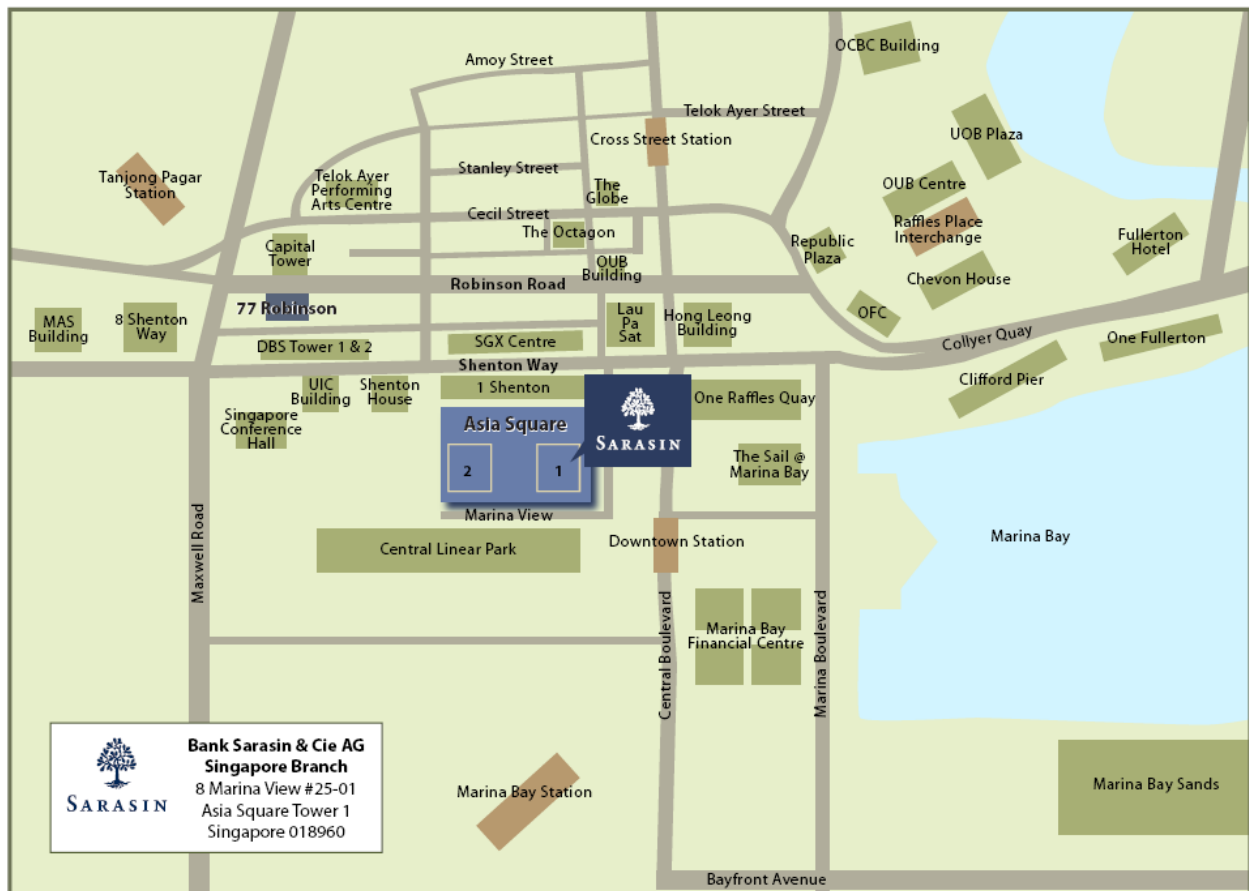 OCBC Building
Amoy Street
Telok Ayer Street
UOB Plaza
Cross Street Station
Tanjong Pagar
Station
Telok Ayer
Performing
Arts Centre
Stanley Street
The
Globe
OUB Centre
Cecil Street
Raffles Place
Interchange
The Octagon
Fullerton
Hotel
Capital
Tower
Republic
Plaza
OUB
Building
Chevon House
Robinson Road
77 Robinson
MAS
Building
8 Shenton
Way
Lau
Pa
Sat
Hong Leong
Building
OFC
Collyer Quay
One Fullerton
DBS Tower 1 & 2
SGX Centre
Shenton Way
Clifford Pier
UIC
Building
Shenton
House
1 Shenton
One Raffles Quay
Singapore
Conference
Hall
Asia Square
SARASIN
2
1
The Sail @
Marina Bay
Marina View
Central Linear Park
Downtown Station
Marina Bay
Maxwell Road
Central Boulevard
Marina Boulevard
Marina Bay
Financial Centre
SARASIN
Bank Sarasin & Cie AG
Singapore Branch
8 Marina View #25-01
Asia Square Tower 1
Singapore 018960
Marina Bay Station
Marina Bay Sands
Bayfront Avenue